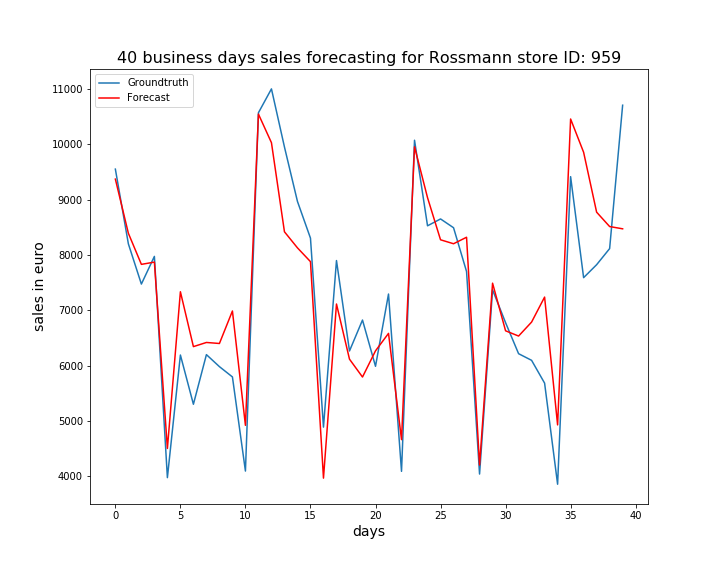 40 business days sales forecasting for Rossmann store ID: 959
Groundtruth
Forecast
11000
10000
9000
8000
7000
6000
5000
4000
sales in euro
0 5 10 15 20 25 30 35 40
days